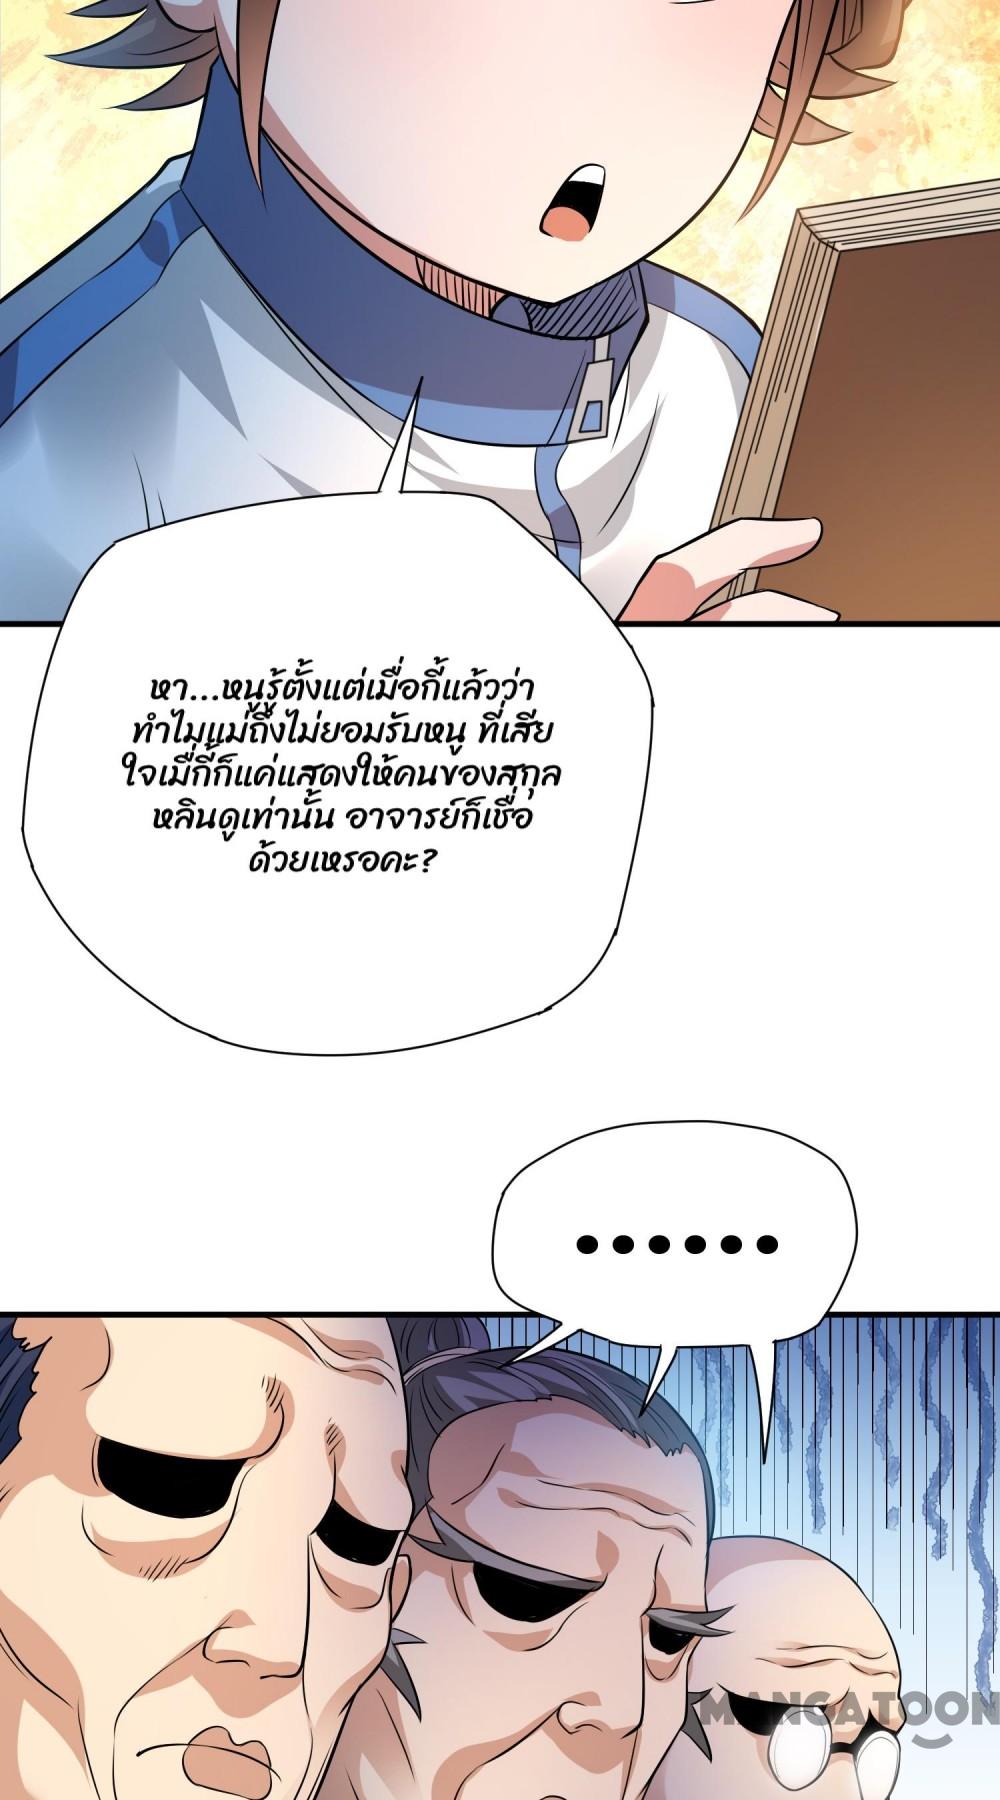 หา...หนูรู้ตั้งแต่เมื่อกี้แล้วว่า
ทำไมแม่ถึงไม่ยอมรับหนู ที่เสีย
ใจเมื่กี้ก็แค่แสดงให้คนของสกุล
หลินดูเท่านั้น อาจารย์ก็เชื่อ
ด้วยเหรอคะ?
......
MANGATOON